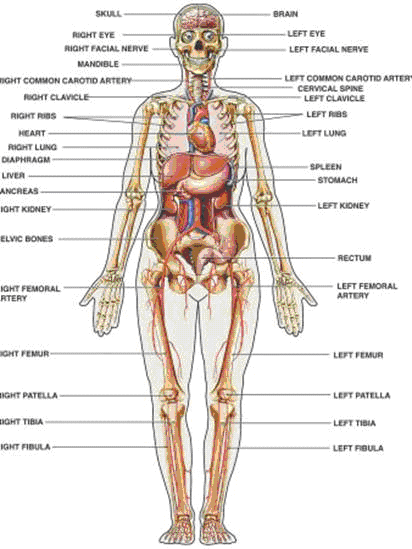 SKULL
BRAIN
RIGHT EYE
LEFT EYE
RIGHT FACIAL NERVE
LEFT FACIAL NERVE
MANDIBLE
RIGHT COMMON CAROTID ARTERY
LEFT COMMON CAROTID ARTERY
CERVICAL SPINE
RIGHT CLAVICLE
LEFT CLAVICLE
RIGHT RIBS
LEFT RIBS
HEART
LEFT LUNG
RIGHT LUNG
DIAPHRAGM
SPLEEN
LIVER
STOMACH
ANCREAS
IGHT KIDNEY
LEFT KIDNEY
ELVIC BONES
RECTUM
IGHT FEMORAL
ARTERY
LEFT FEMORAL
ARTERY
IGHT FEMUR
LEFT FEMUR
IGHT PATELLA
LEFT PATELLA
IGHT TIBIA
LEFT TIBIA
IGHT FIBULA
LEFT FIBULA